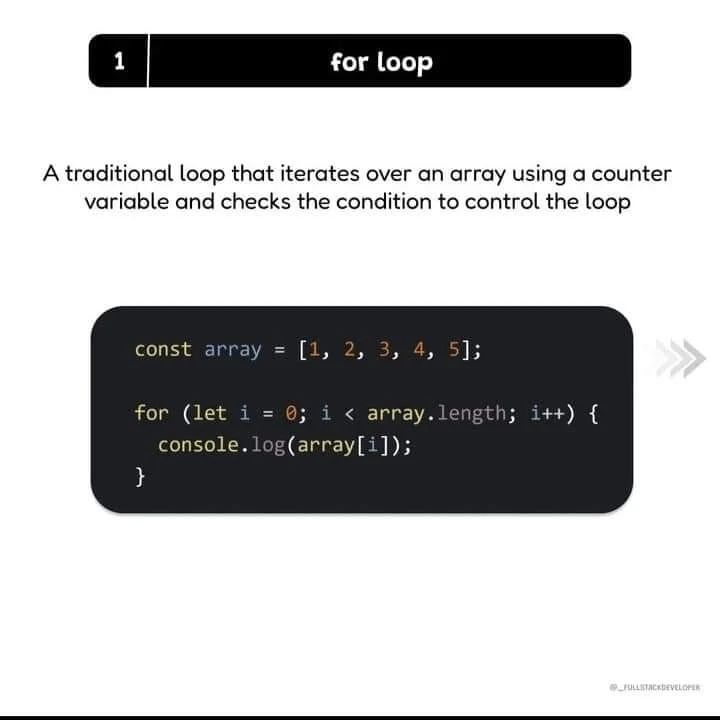 1 for loop
A traditional loop that iterates over an array using a counter
variable and checks the condition to control the loop
const array = [1, 2, 3, 4, 5];
for (let i = 0; i < array.length; i++) {
console.log(array[i]);
}
@_FULLSTACKDEVELOPER